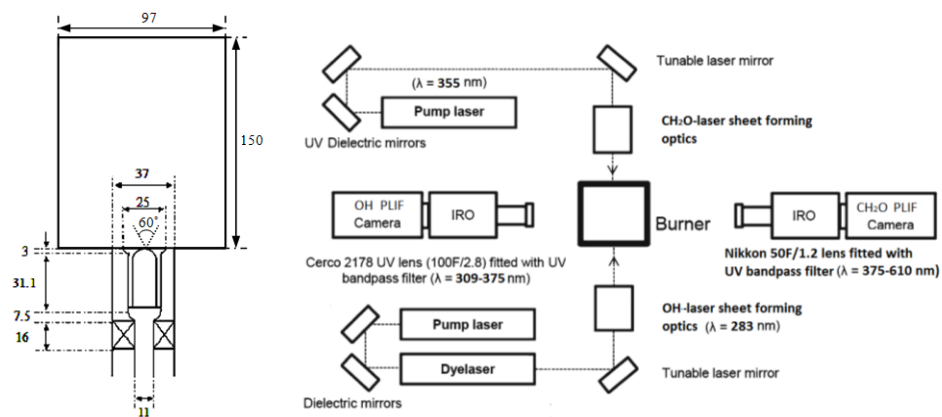 97
150
37
25
60°
3
31.1
7.5
16
11
Tunable laser mirror
(λ = 355 nm)
Pump laser
UV Dielectric mirrors
CH₂O-laser sheet forming
optics
OH PLIF
Camera
IRO
Burner
IRO
CH₂O PLIF
Camera
Cerco 2178 UV lens (100F/2.8) fitted with UV
bandpass filter (λ = 309-375 nm)
Nikkon 50F/1.2 lens fitted with
UV bandpass filter (λ = 375-610 nm)
Pump laser
OH-laser sheet forming
optics (λ = 283 nm)
Dyelaser
Tunable laser mirror
Dielectric mirrors